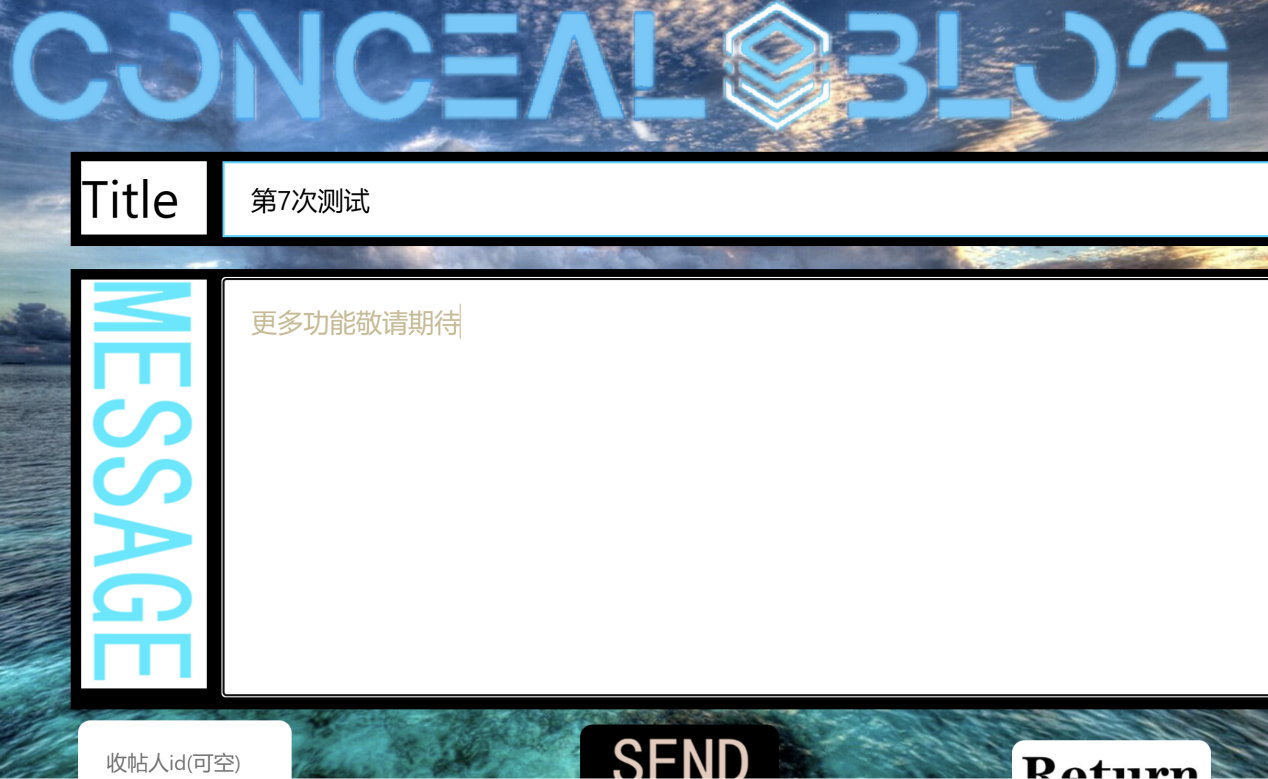 CONCEAL BLOG
Title
第7次测试
MESSAGE
更多功能敬请期待
收帖人id(可空)
SEND
Return